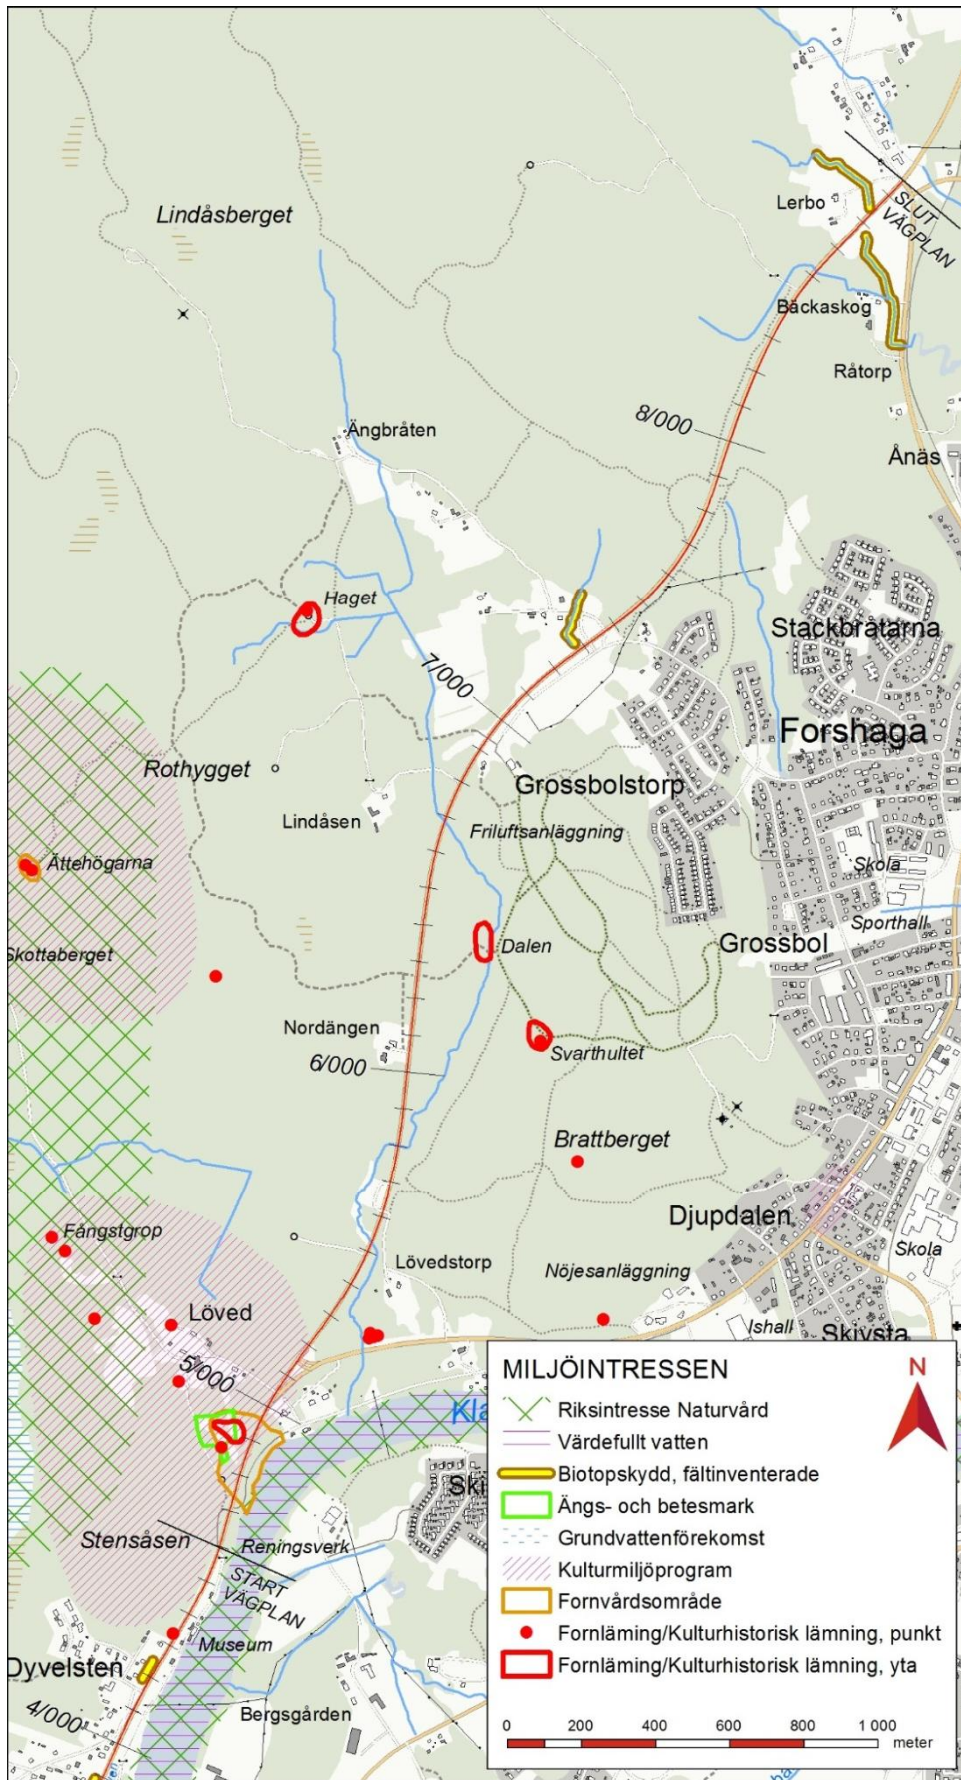 Lindåsberget
Lerbo
SLUT
VÄGPLAN
Bäckaskog
Råtorp
8/000
Ängbråten
Ånäs
Haget
Stackbråtarna
7/000
Forshaga
Rothygget
Grossbolstorp
Lindåsen
Friluftsanläggning
Ättehögarna
Skola
Sporthall
Skottaberget
Dalen
Grossbol
Nordängen
6/000
Svarthultet
Brattberget
Djupdalen
Fångstgrop
Skola
Lövedstorp
Nöjesanläggning
Löved
Ishall
Skivsta
5/000
Kla
Ski
Stensåsen
Reningsverk
START
VÄGPLAN
Museum
Dyvelsten
Bergsgården
4/000
MILJÖINTRESSEN
N
Riksintresse Naturvård
Värdefullt vatten
Biotopskydd, fältinventerade
Ängs- och betesmark
Grundvattenförekomst
Kulturmiljöprogram
Fornvårdsområde
Fornläming/Kulturhistorisk lämning, punkt
Fornläming/Kulturhistorisk lämning, yta
0 200 400 600 800 1 000
meter